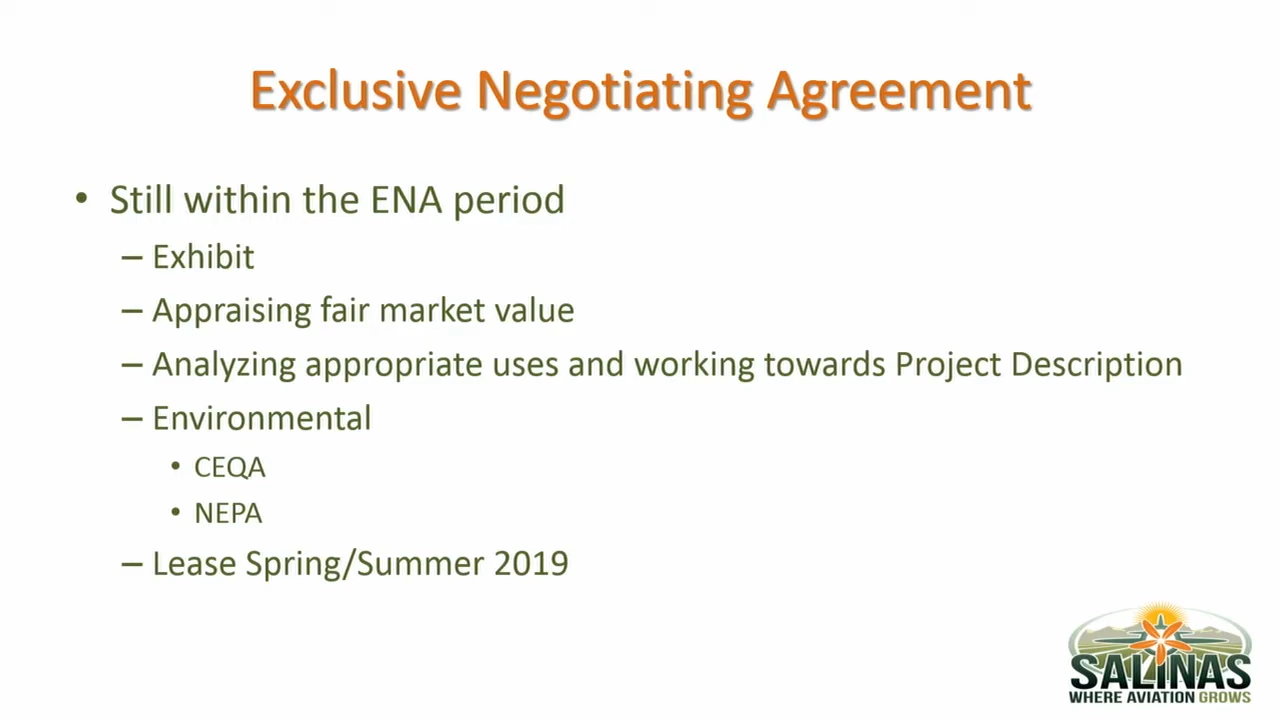 Exclusive Negotiating Agreement
• Still within the ENA period
– Exhibit
– Appraising fair market value
– Analyzing appropriate uses and working towards Project Description
– Environmental
• CEQA
• NEPA
– Lease Spring/Summer 2019
SALINAS
WHERE AVIATION GROWS